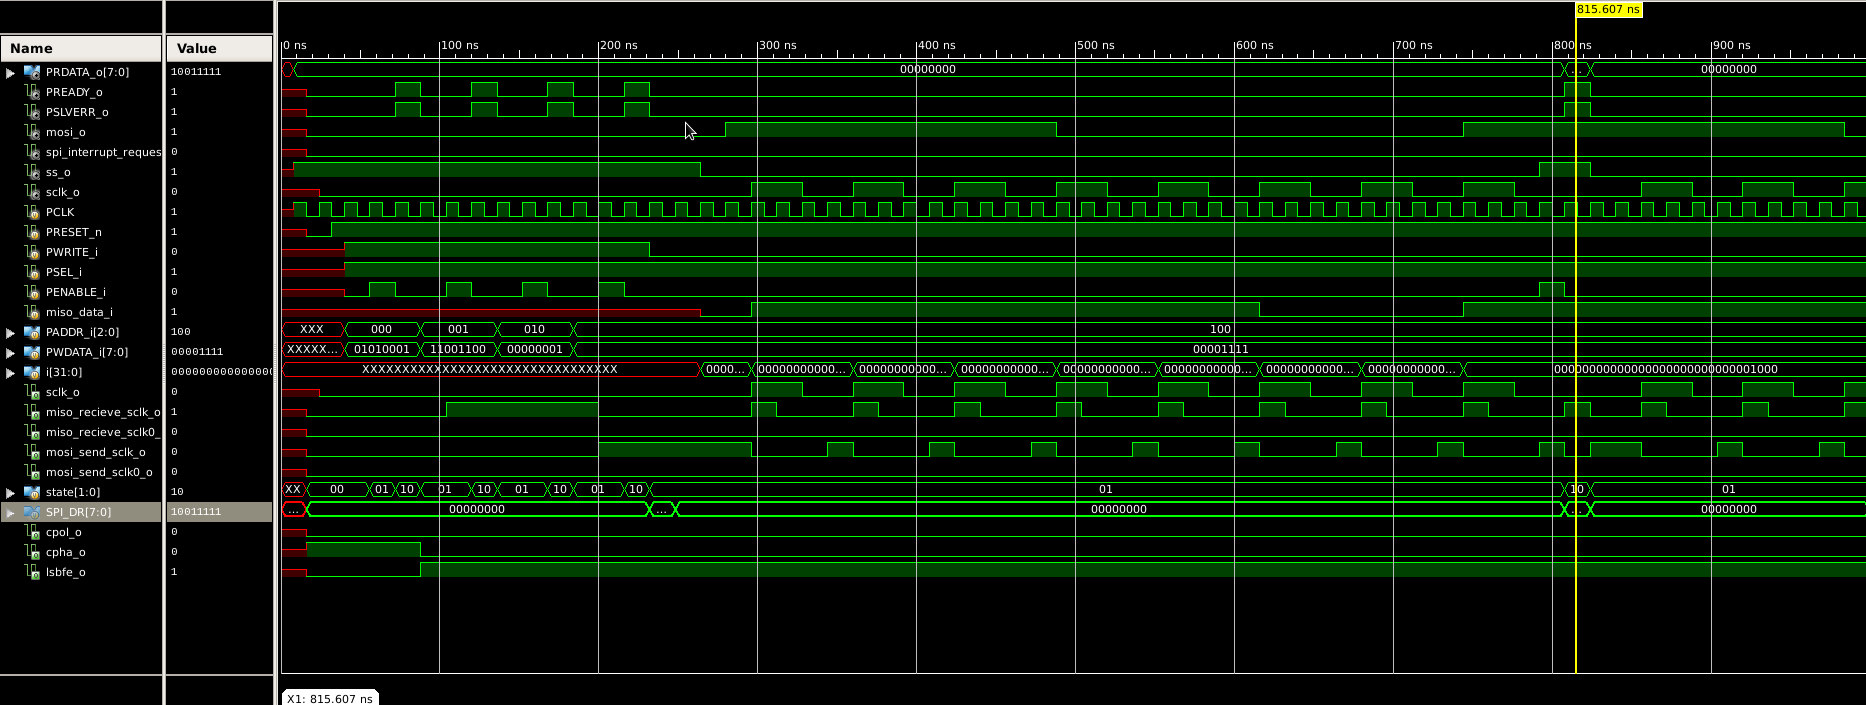 815.607 ns
Name Value 0 ns 100 ns 200 ns 300 ns 400 ns 500 ns 600 ns 700 ns 800 ns 900 ns
PRDATA_o[7:0] 10011111 00000000 ... 00000000
PREADY_o 1
PSLVERR_o 1
mosi_o 1
spi_interrupt_reques 0
ss_o 1
sclk_o 0
PCLK 1
PRESET_n 1
PWRITE_i 1
PSEL_i 1
PENABLE_i 0
miso_data_i 1
PADDR_i[2:0] 100 XXX 000 001 010 100
PWDATA_i[7:0] 00001111 XXXXX... 01010001 11001100 00000001 00001111
i[31:0] 0000... 00000000000... 00000000000... 00000000000... 00000000000... 00000000000... 00000000000... 00000000000...
sclk_o 0
miso_recieve_sclk_o 1
miso_recieve_sclk0_ 0
mosi_send_sclk_o 0
mosi_send_sclk0_o 0
state[1:0] 10 XX 00 01 10 01 10 01 10 01 10 01 10 01
SPI_DR[7:0] 10011111 ... 00000000 ... 00000000 ... 00000000
cpol_o 0
cpha_o 0
lsbfe_o 1
X1: 815.607 ns